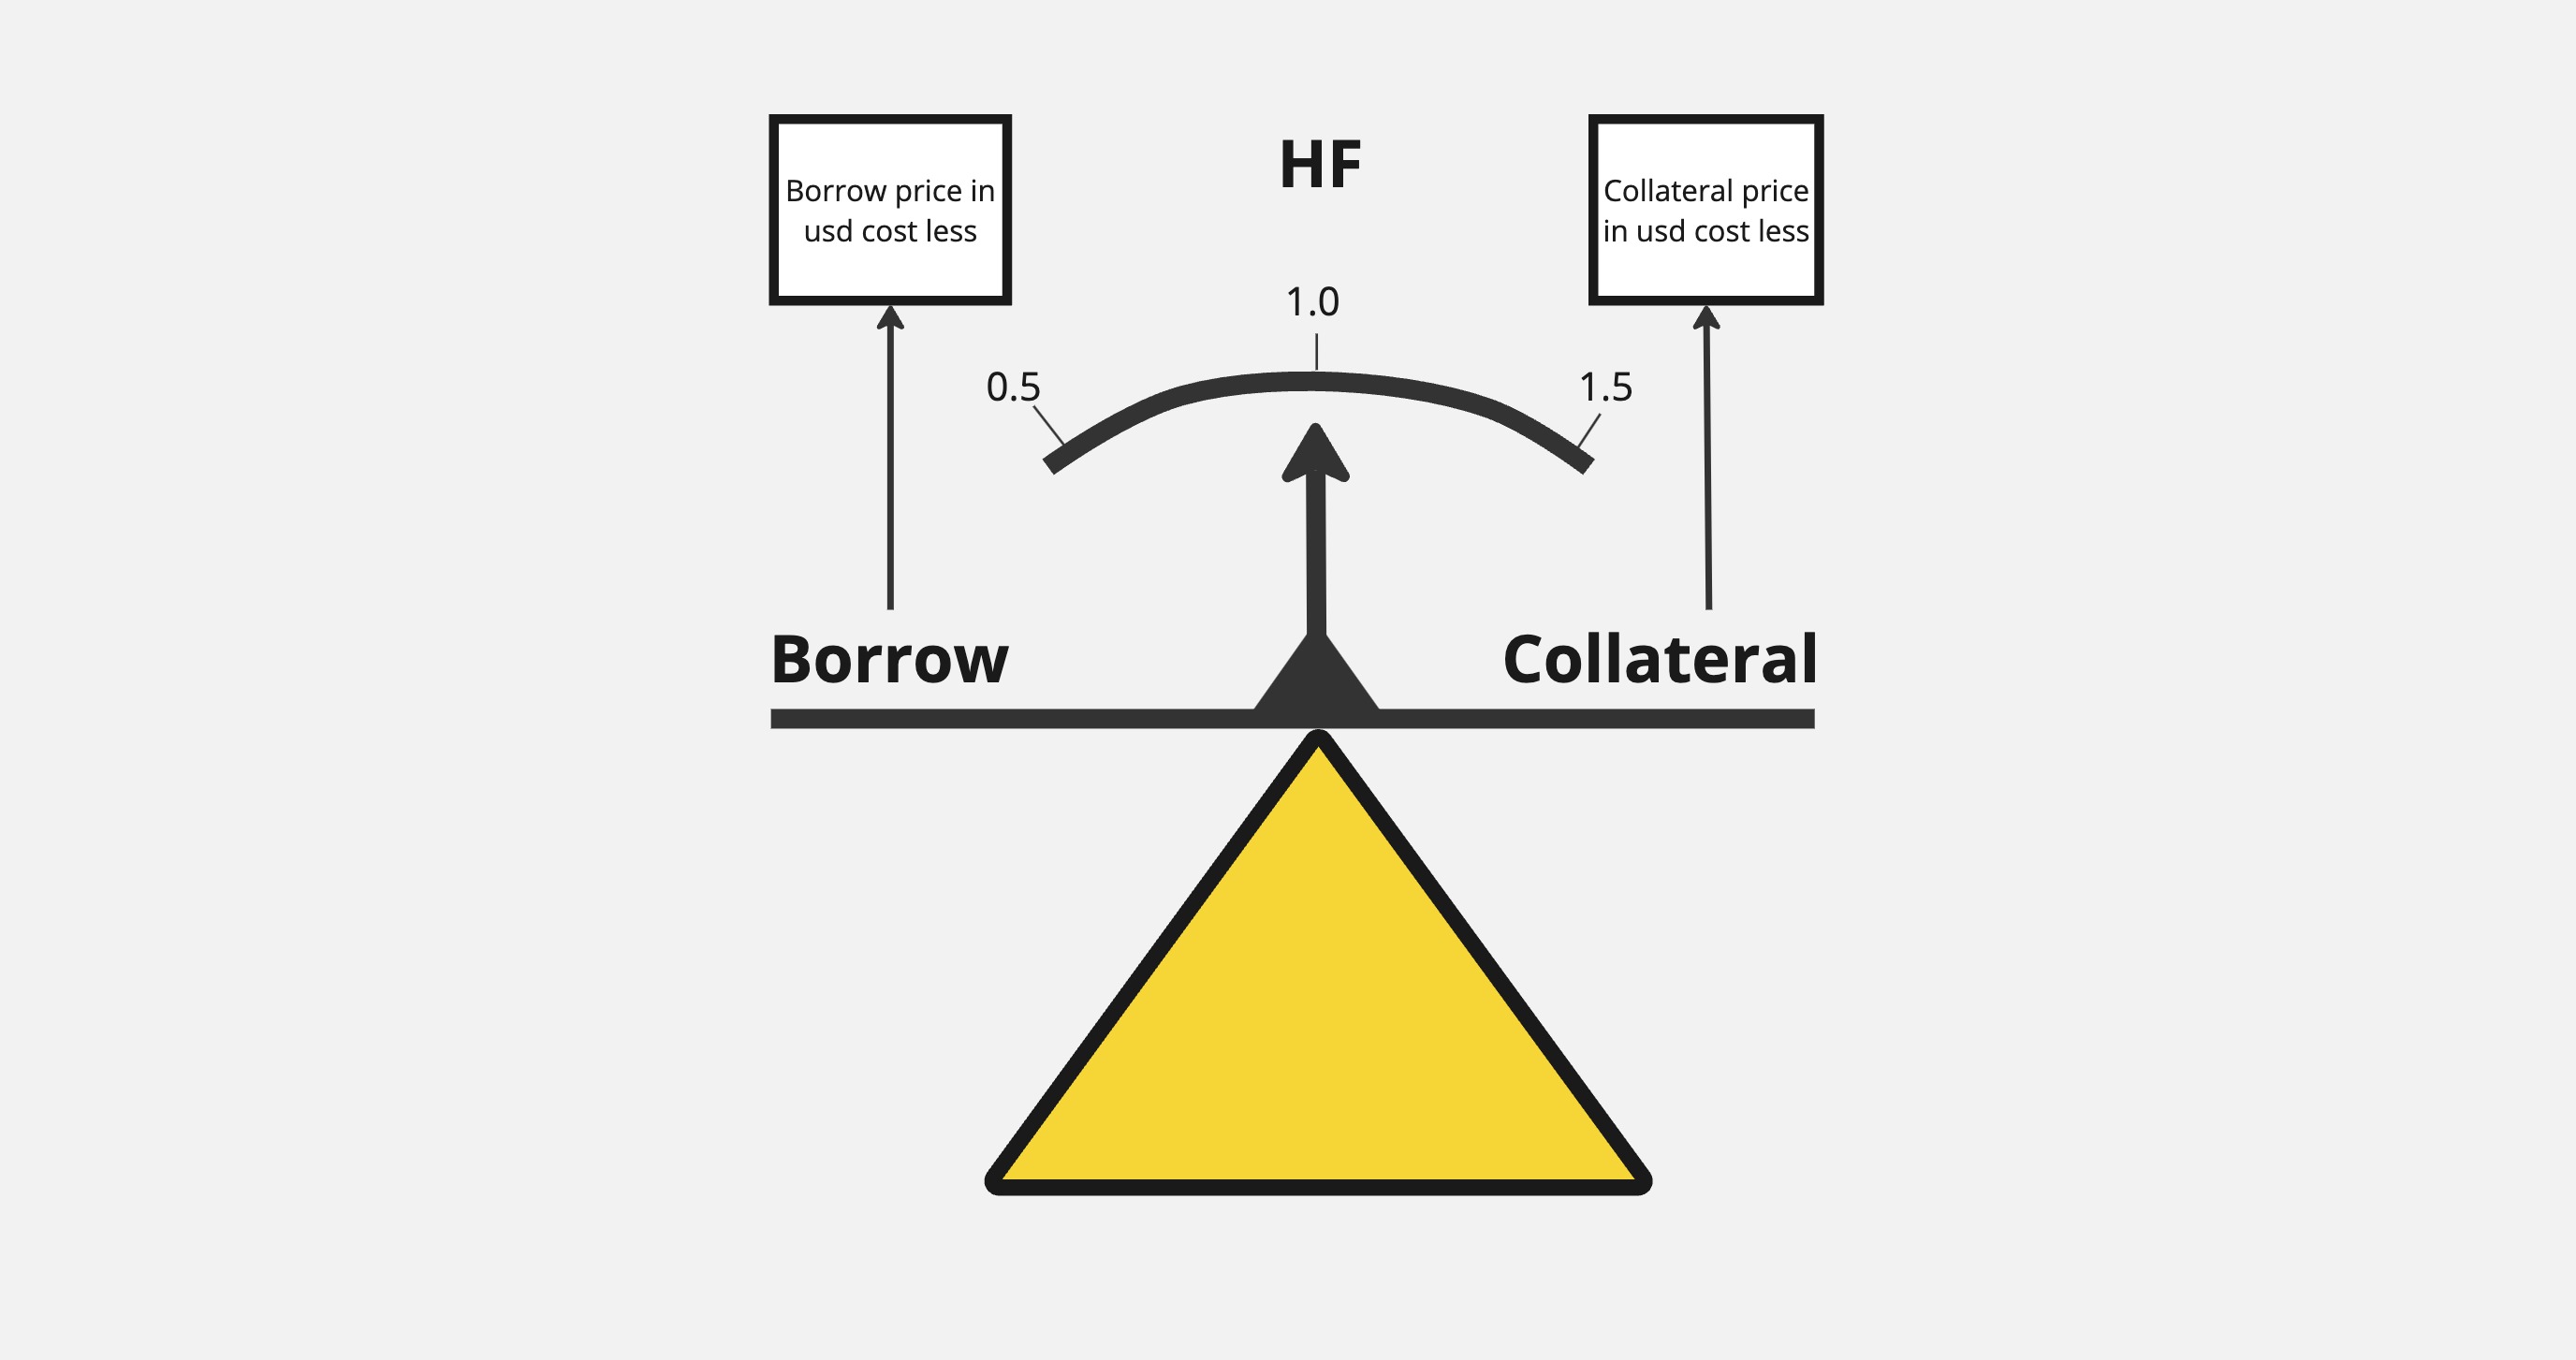 HF
Borrow price in
usd cost less
Collateral price
in usd cost less
1.0
0.5
1.5
Borrow
Collateral